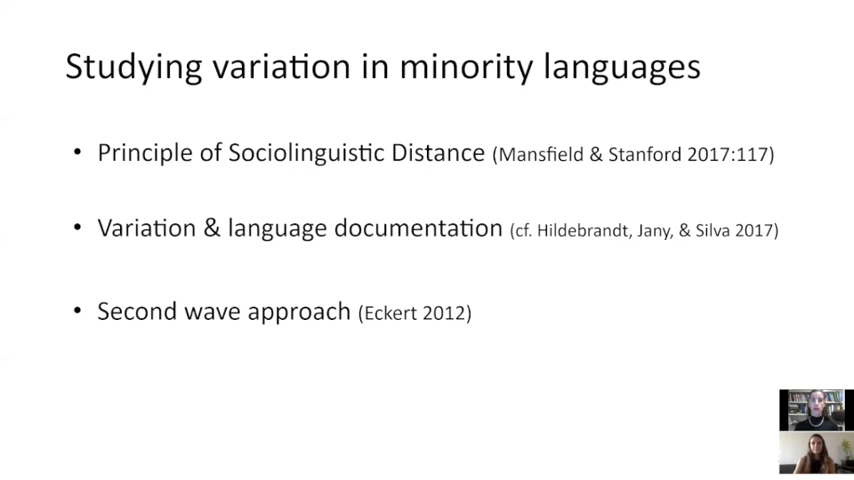 Studying variation in minority languages
• Principle of Sociolinguistic Distance (Mansfield & Stanford 2017:117)
• Variation & language documentation (cf. Hildebrandt, Jany, & Silva 2017)
• Second wave approach (Eckert 2012)